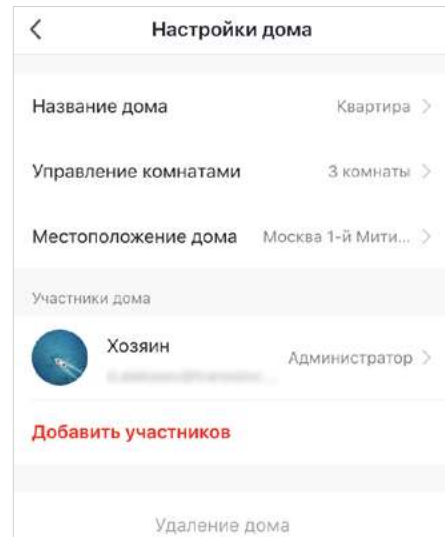 Настройки дома
Название дома Квартира
Управление комнатами 3 комнаты
Местоположение дома Москва 1-й Мити...
Участники дома
Хозяин
Администратор
Добавить участников
Удаление дома